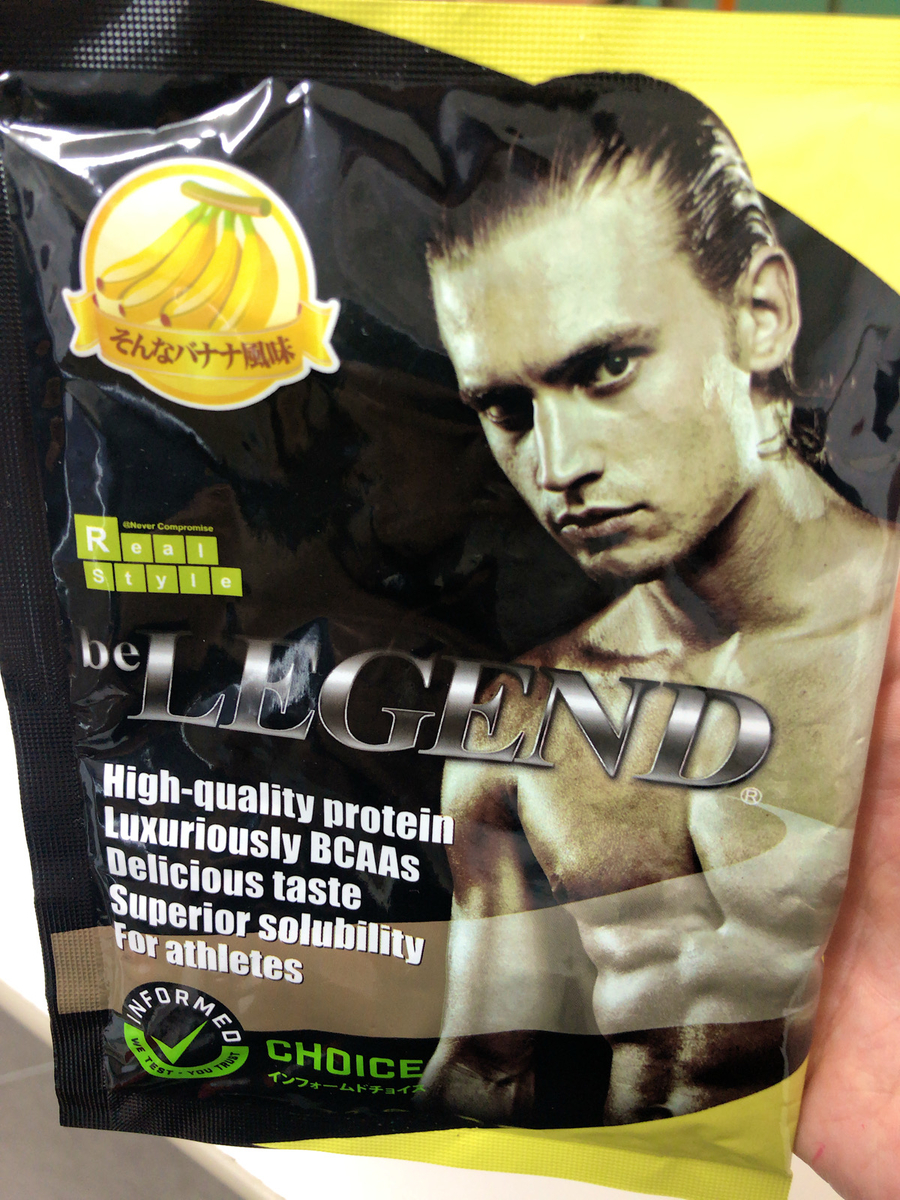 そんなバナナ風味
@Never Compromise
Real
Style
be LEGEND®
High-quality protein
Luxuriously BCAAs
Delicious taste
Superior solubility
For athletes
INFORMED
WE TEST · YOU TRUST
CHOICE
インフォームドチョイス